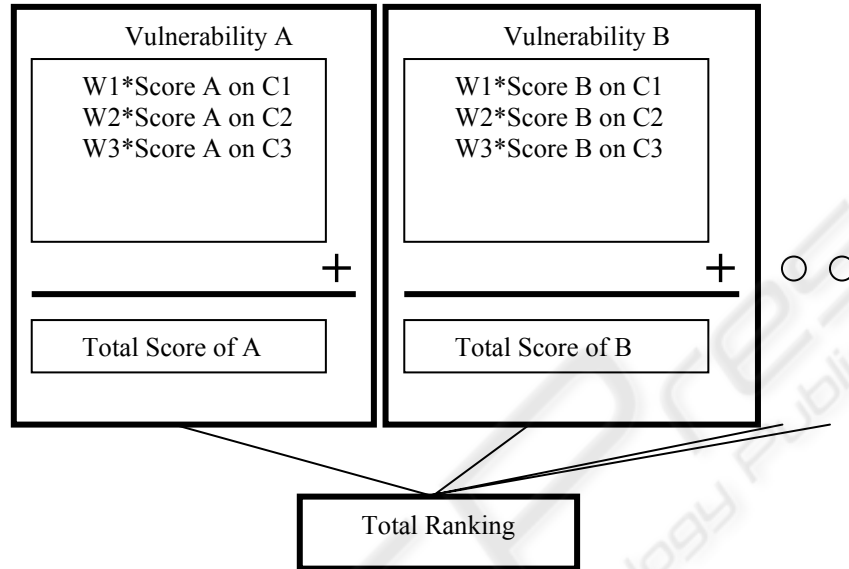 Vulnerability A
W1*Score A on C1
W2*Score A on C2
W3*Score A on C3
+
Total Score of A
Vulnerability B
W1*Score B on C1
W2*Score B on C2
W3*Score B on C3
+
Total Score of B
Total Ranking